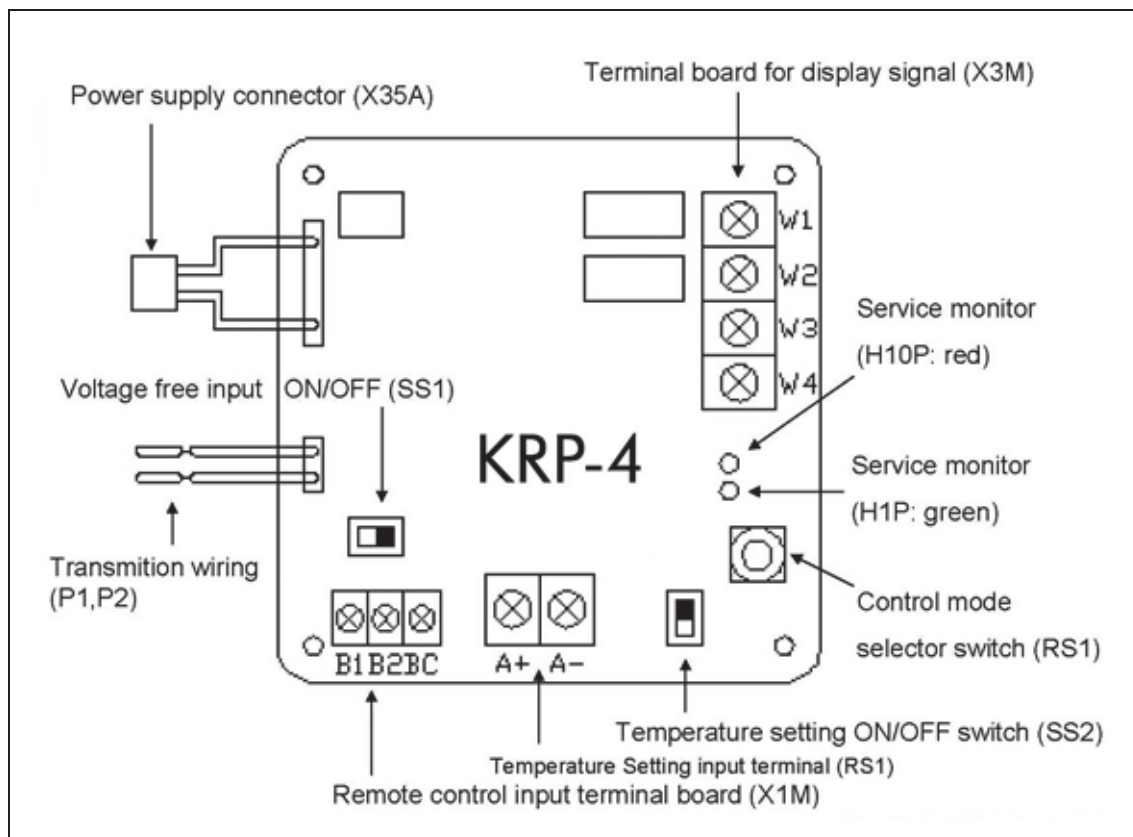 Terminal board for display signal (X3M)
Power supply connector (X35A)
W1
W2
W3
W4
Service monitor
(H10P: red)
Voltage free input ON/OFF (SS1)
KRP-4
Service monitor
(H1P: green)
Transmition wiring
(P1,P2)
Control mode
selector switch (RS1)
B1 B2 BC
A+ A-
Temperature setting ON/OFF switch (SS2)
Temperature Setting input terminal (RS1)
Remote control input terminal board (X1M)